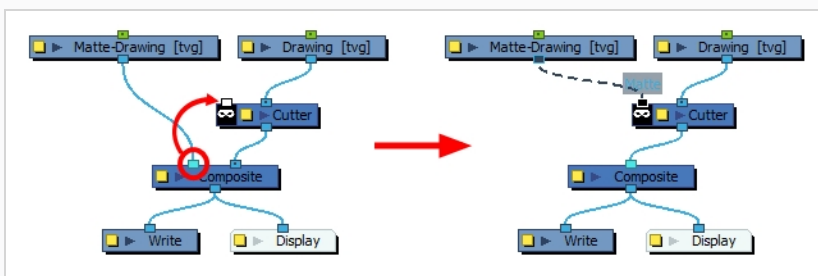 Matte-Drawing [tvg]
Drawing [tvg]
Matte-Drawing [tvg]
Drawing [tvg]
Matte
Cutter
Cutter
Composite
Composite
Write
Display
Write
Display